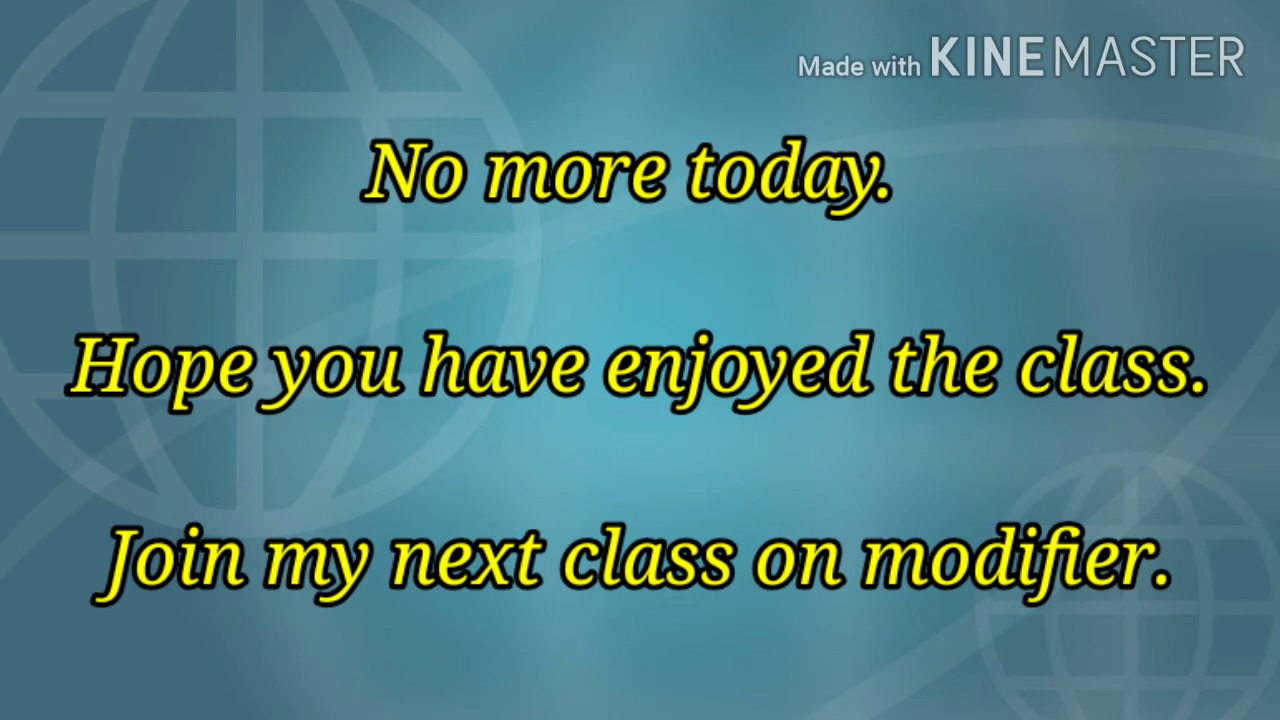 Made with KINEMASTER
No more today.
Hope you have enjoyed the class.
Join my next class on modifier.